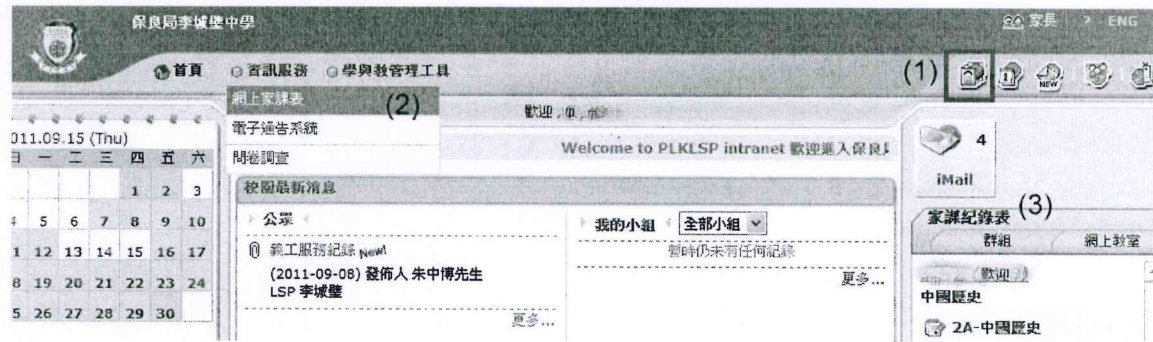 保良局李城璧中學
家長 ? ENG
首頁 資訊服務 學與教管理工具
(1)
NEW
網上家課表 (2)
電子通告系統
問卷調查
歡迎
Welcome to PLKLSP intranet 歡迎進入保良
2011.09.15 (Thu)
日 一 二 三 四 五 六
1 2 3
4 5 6 7 8 9 10
11 12 13 14 15 16 17
18 19 20 21 22 23 24
25 26 27 28 29 30
校園最新消息
公眾
義工服務紀錄 New!
(2011-09-08) 發佈人 朱中博先生
LSP 李城璧
更多...
我的小組 全部小組
暫時仍未有任何紀錄
更多...
4
iMail
家課紀錄表 (3)
群組 網上教室
歡迎
中國歷史
2A-中國歷史